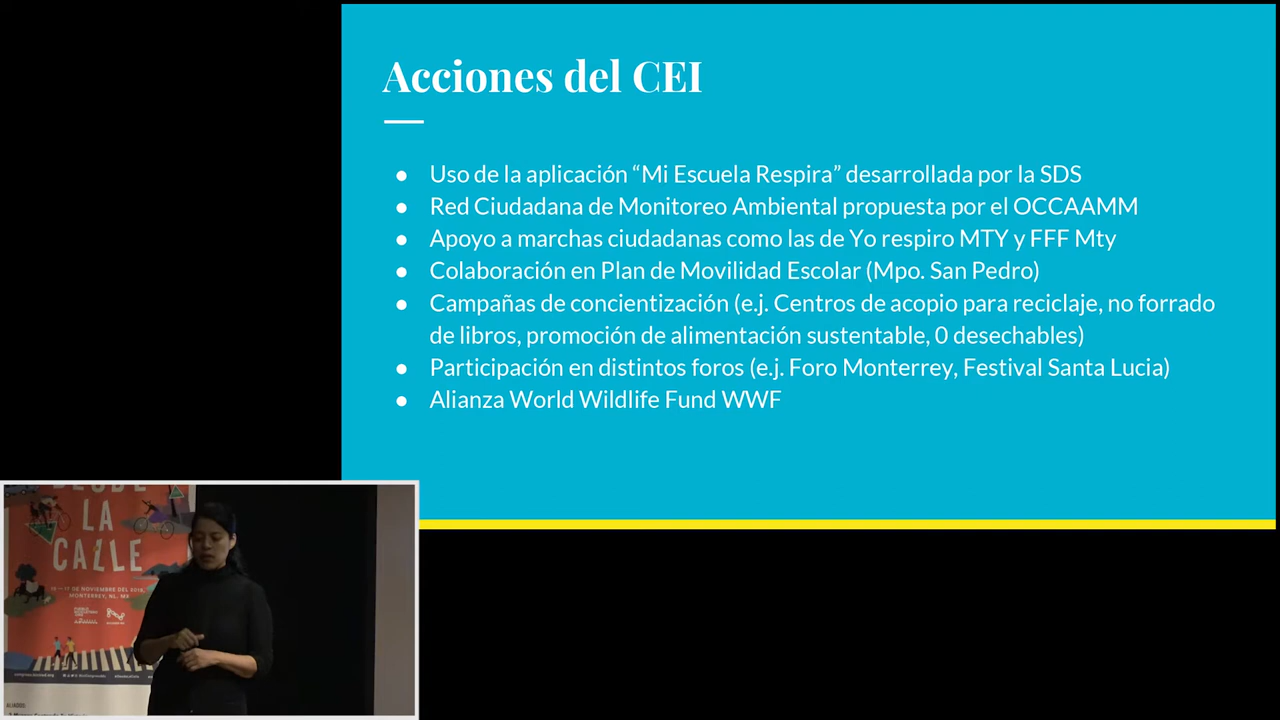 Acciones del CEI
● Uso de la aplicación “Mi Escuela Respira” desarrollada por la SDS
● Red Ciudadana de Monitoreo Ambiental propuesta por el OCCAAMM
● Apoyo a marchas ciudadanas como las de Yo respiro MTY y FFF Mty
● Colaboración en Plan de Movilidad Escolar (Mpo. San Pedro)
● Campañas de concientización (e.j. Centros de acopio para reciclaje, no forrado
de libros, promoción de alimentación sustentable, 0 desechables)
● Participación en distintos foros (e.j. Foro Monterrey, Festival Santa Lucia)
● Alianza World Wildlife Fund WWF
DESDE
LA
CALLE
DE NOVIEMBRE DEL
MONTERREY, NL, MX